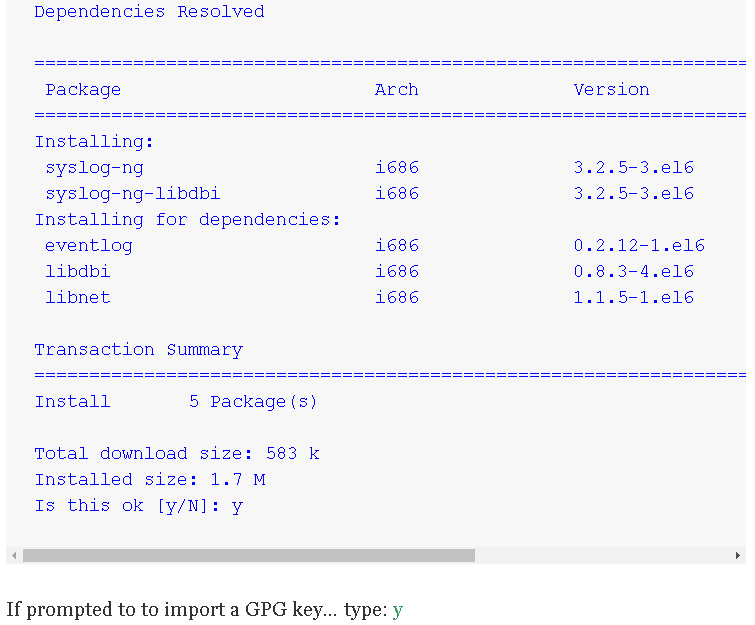 Dependencies Resolved
================================================================================
Package Arch Version
================================================================================
Installing:
syslog-ng i686 3.2.5-3.el6
syslog-ng-libdbi i686 3.2.5-3.el6
Installing for dependencies:
eventlog i686 0.2.12-1.el6
libdbi i686 0.8.3-4.el6
libnet i686 1.1.5-1.el6
Transaction Summary
================================================================================
Install 5 Package(s)
Total download size: 583 k
Installed size: 1.7 M
Is this ok [y/N]: y
If prompted to to import a GPG key... type: y